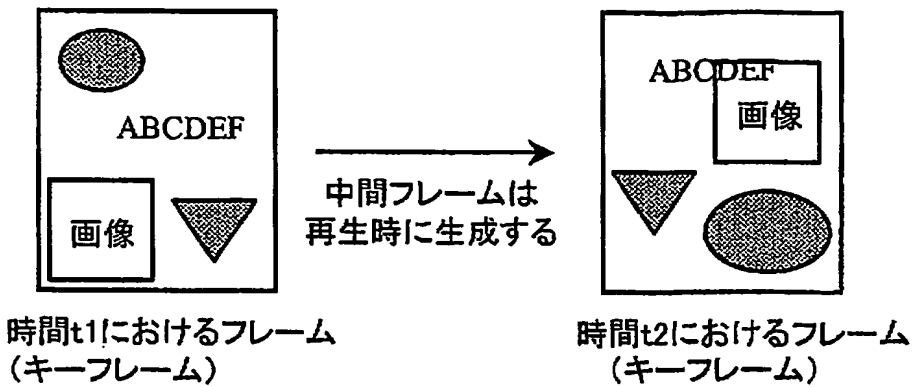 ABCDEF
画像
中間フレームは
再生時に生成する
ABCDEF
画像
時間t1におけるフレーム
(キーフレーム)
時間t2におけるフレーム
(キーフレーム)